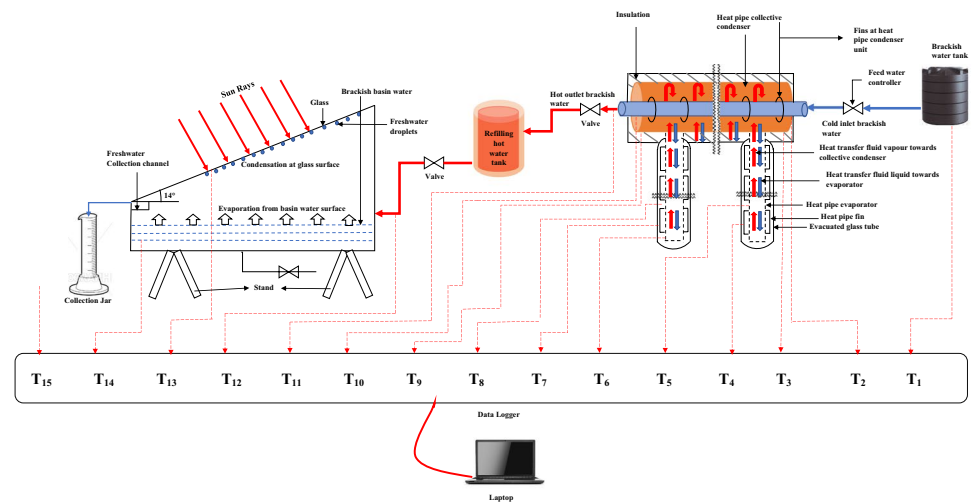 Insulation
Heat pipe collective
condenser
Fins at heat
pipe condenser
unit
Brackish
water tank
Feed water
controller
Cold inlet brackish
water
Hot outlet brackish
water
Valve
Refilling
hot
water
tank
Valve
Sun Rays
Brackish basin water
Glass
Freshwater
droplets
Freshwater
Collection channel
Condensation at glass surface
14°
Evaporation from basin water surface
Heat transfer fluid vapour towards
collective condenser
Heat transfer fluid liquid towards
evaporator
Heat pipe evaporator
Heat pipe fin
Evacuated glass tube
Collection Jar
Stand
T15 T14 T13 T12 T11 T10 T9 T8 T7 T6 T5 T4 T3 T2 T1
Data Logger
Laptop